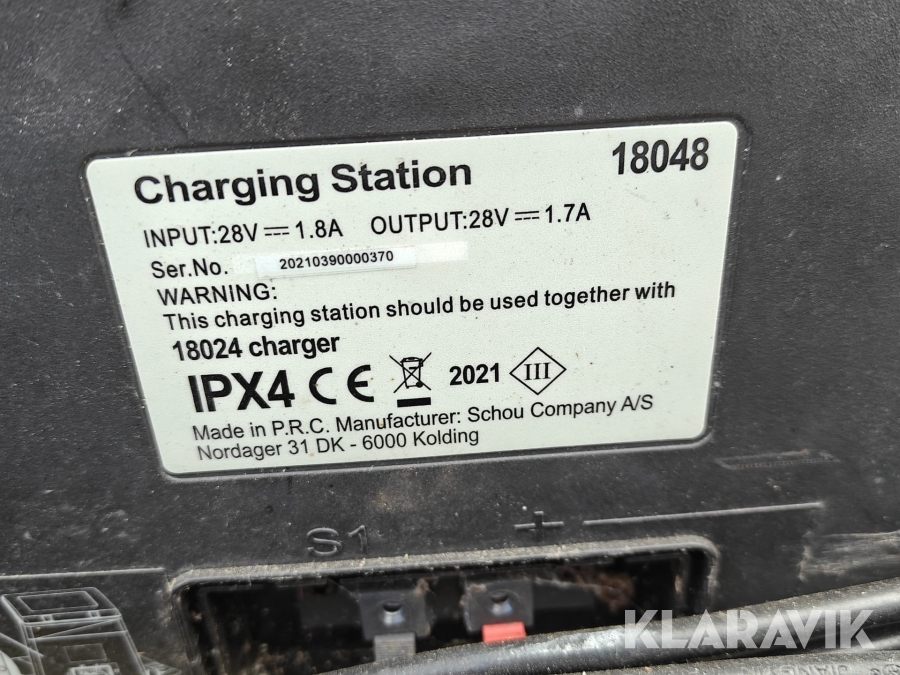 Charging Station 18048
INPUT:28V⎓1.8A OUTPUT:28V⎓1.7A
Ser.No. 20210390000370
WARNING:
This charging station should be used together with
18024 charger
IPX4 CE 2021 III
Made in P.R.C. Manufacturer: Schou Company A/S
Nordager 31 DK - 6000 Kolding
S1 +
KLARAVIK